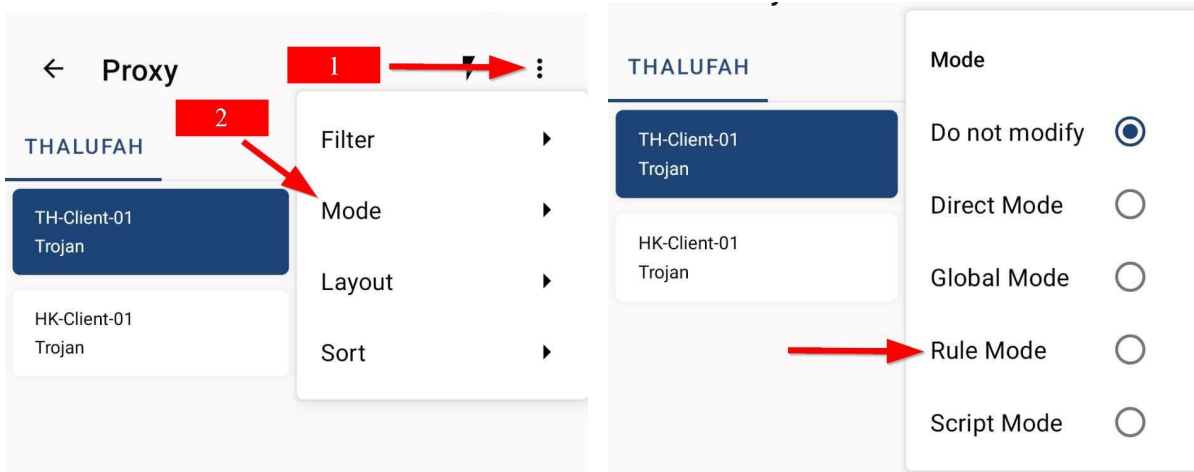 Proxy
1
2
THALUFAH
TH-Client-01
Trojan
HK-Client-01
Trojan
Filter
Mode
Layout
Sort
THALUFAH
TH-Client-01
Trojan
HK-Client-01
Trojan
Mode
Do not modify
Direct Mode
Global Mode
Rule Mode
Script Mode